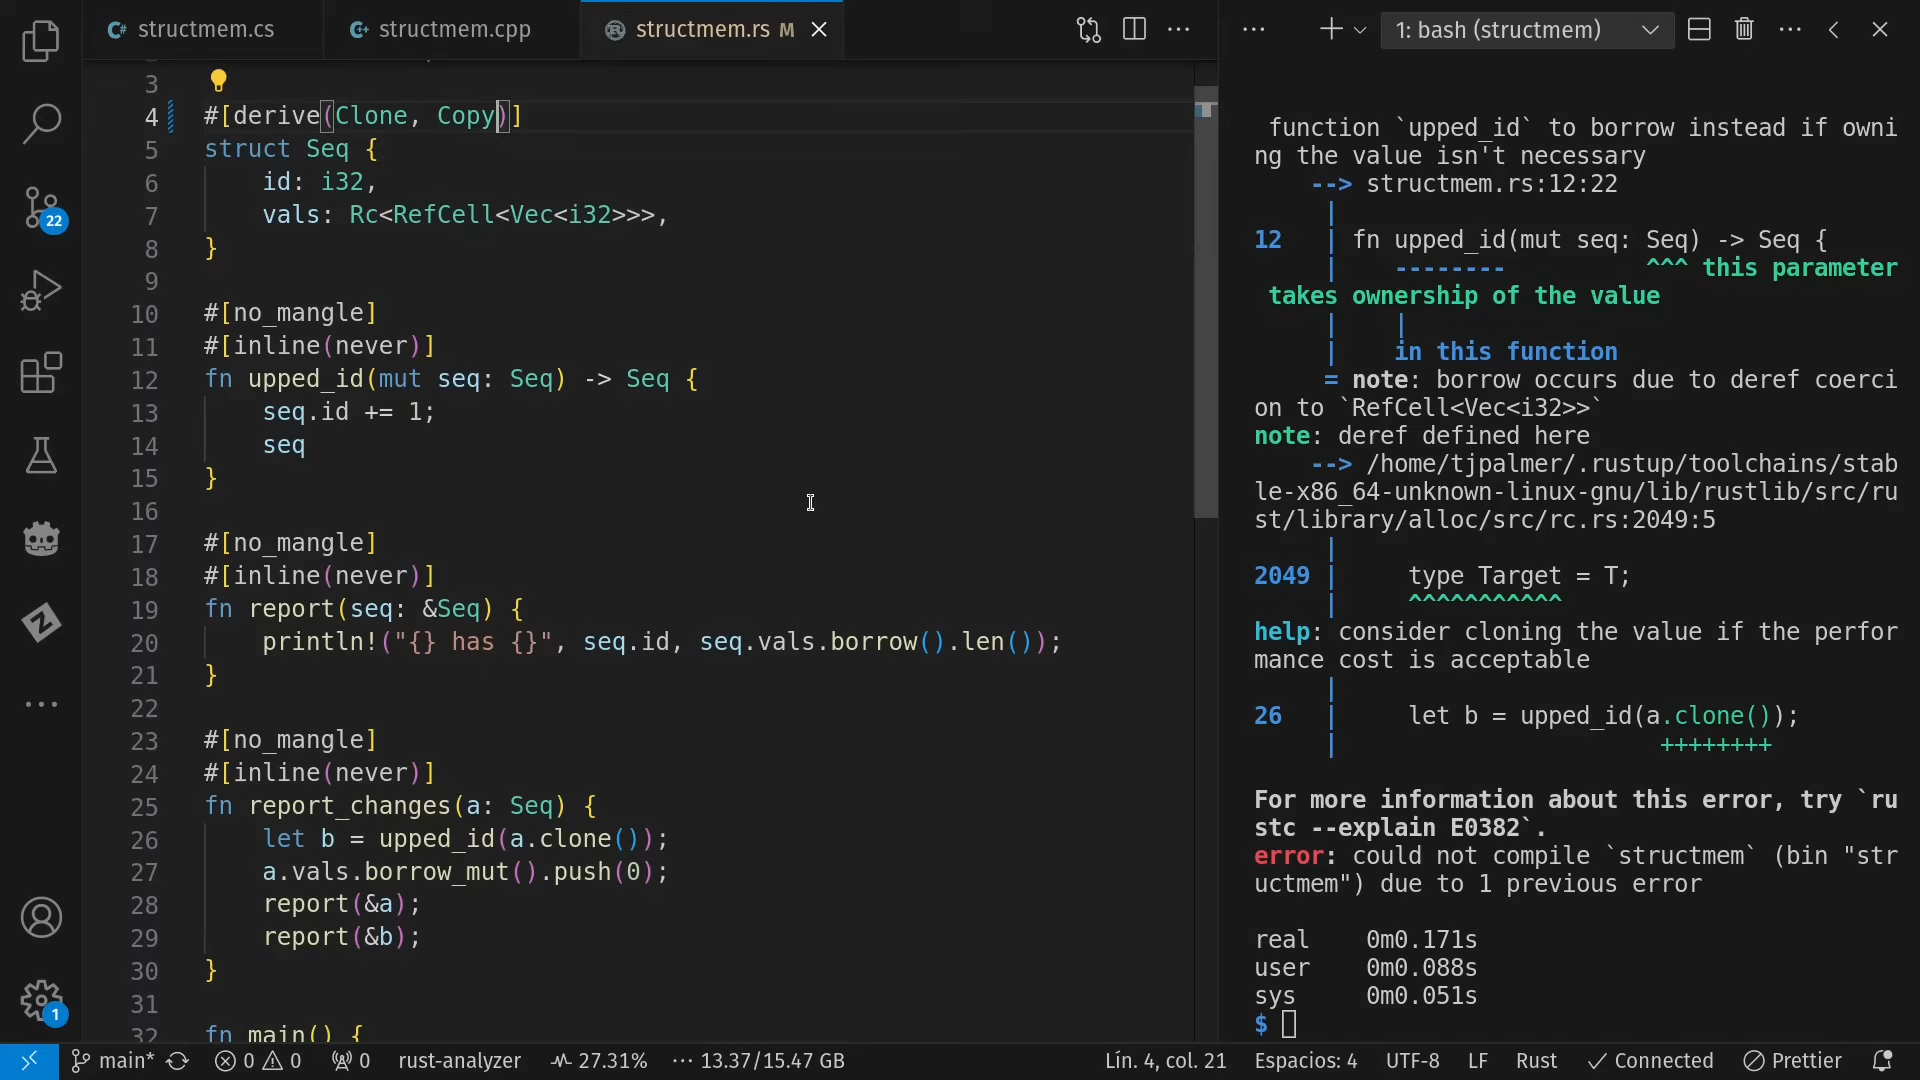 structmem.cs
structmem.cpp
structmem.rs M
3
4 #[derive(Clone, Copy)]
5 struct Seq {
6 id: i32,
7 vals: Rc<RefCell<Vec<i32>>>,
8 }
9
10 #[no_mangle]
11 #[inline(never)]
12 fn upped_id(mut seq: Seq) -> Seq {
13 seq.id += 1;
14 seq
15 }
16
17 #[no_mangle]
18 #[inline(never)]
19 fn report(seq: &Seq) {
20 println!("{} has {}", seq.id, seq.vals.borrow().len());
21 }
22
23 #[no_mangle]
24 #[inline(never)]
25 fn report_changes(a: Seq) {
26 let b = upped_id(a.clone());
27 a.vals.borrow_mut().push(0);
28 report(&a);
29 report(&b);
30 }
31
32 fn main() {
22
1
1: bash (structmem)
function `upped_id` to borrow instead if owni
ng the value isn't necessary
--> structmem.rs:12:22
|
12 | fn upped_id(mut seq: Seq) -> Seq {
| -------- ^^^ this parameter
takes ownership of the value
| |
| in this function
= note: borrow occurs due to deref coerci
on to `RefCell<Vec<i32>>`
note: deref defined here
--> /home/tjpalmer/.rustup/toolchains/stab
le-x86_64-unknown-linux-gnu/lib/rustlib/src/ru
st/library/alloc/src/rc.rs:2049:5
|
2049 | type Target = T;
| ^^^^^^^^^^^
help: consider cloning the value if the perfor
mance cost is acceptable
|
26 | let b = upped_id(a.clone());
| ++++++++
For more information about this error, try `ru
stc --explain E0382`.
error: could not compile `structmem` (bin "str
uctmem") due to 1 previous error
real 0m0.171s
user 0m0.088s
sys 0m0.051s
$
main* 0 0 0 rust-analyzer 27.31% 13.37/15.47 GB Lín. 4, col. 21 Espacios: 4 UTF-8 LF Rust Connected Prettier